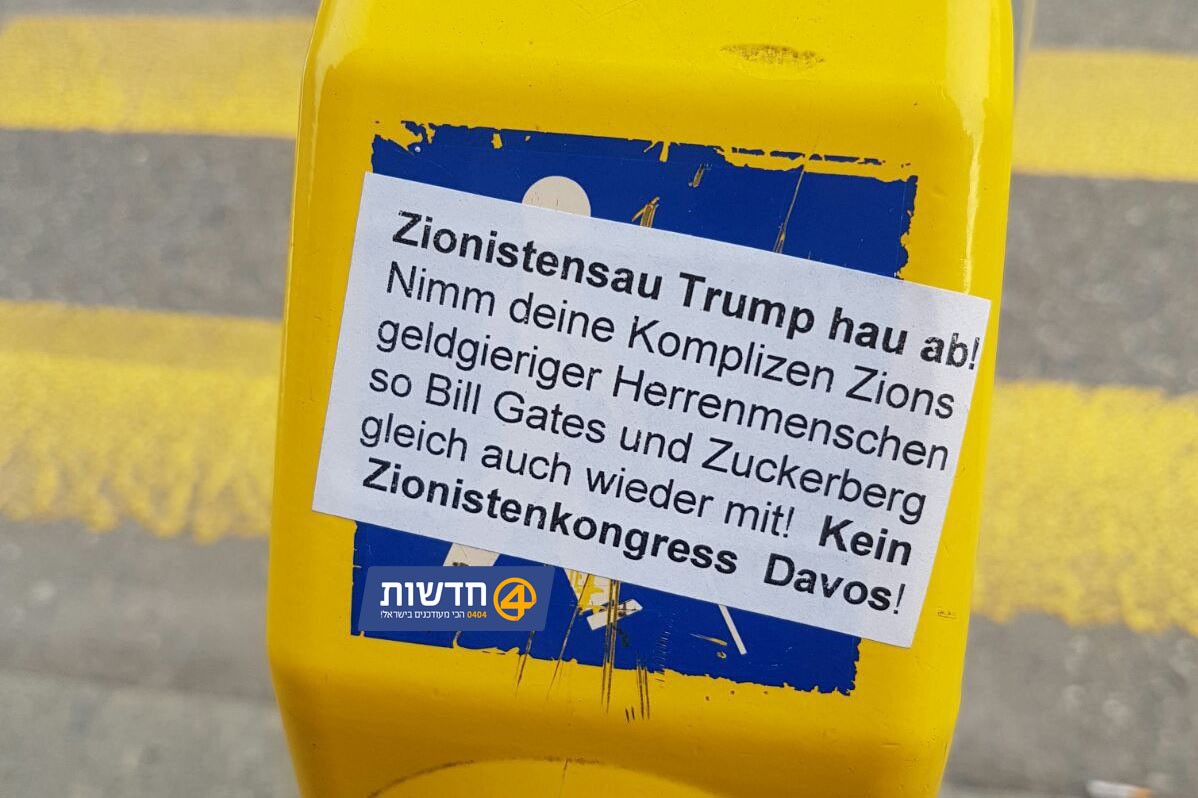 Zionistensau Trump hau ab!
Nimm deine Komplizen Zions
geldgieriger Herrenmenschen
so Bill Gates und Zuckerberg
gleich auch wieder mit! Kein
Zionistenkongress Davos!
חדשות 4
0404 הכי מעודכנים בישראל!